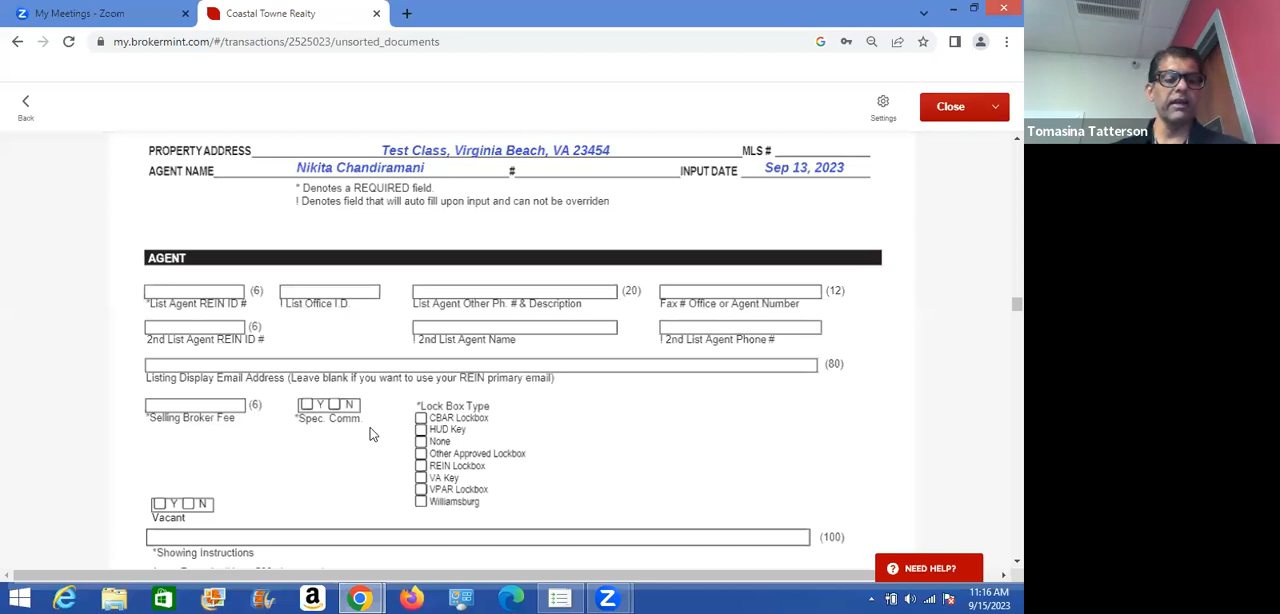 My Meetings - Zoom
Coastal Towne Realty
my.brokermint.com/#/transactions/2525023/unsorted_documents
Back
Settings
Close
Tomasina Tatterson
PROPERTY ADDRESS Test Class, Virginia Beach, VA 23454 MLS #
AGENT NAME Nikita Chandiramani # INPUT DATE Sep 13, 2023
* Denotes a REQUIRED field.
! Denotes field that will auto fill upon input and can not be overriden
AGENT
(6) (20) (12)
*List Agent REIN ID # ! List Office I.D. List Agent Other Ph. # & Description Fax # Office or Agent Number
(6)
2nd List Agent REIN ID # ! 2nd List Agent Name ! 2nd List Agent Phone #
(80)
Listing Display Email Address (Leave blank if you want to use your REIN primary email)
(6) Y N *Lock Box Type
*Selling Broker Fee *Spec. Comm. CBAR Lockbox
HUD Key
None
Other Approved Lockbox
REIN Lockbox
VA Key
VPAR Lockbox
Y N Williamsburg
Vacant
(100)
*Showing Instructions
NEED HELP?
11:16 AM
9/15/2023